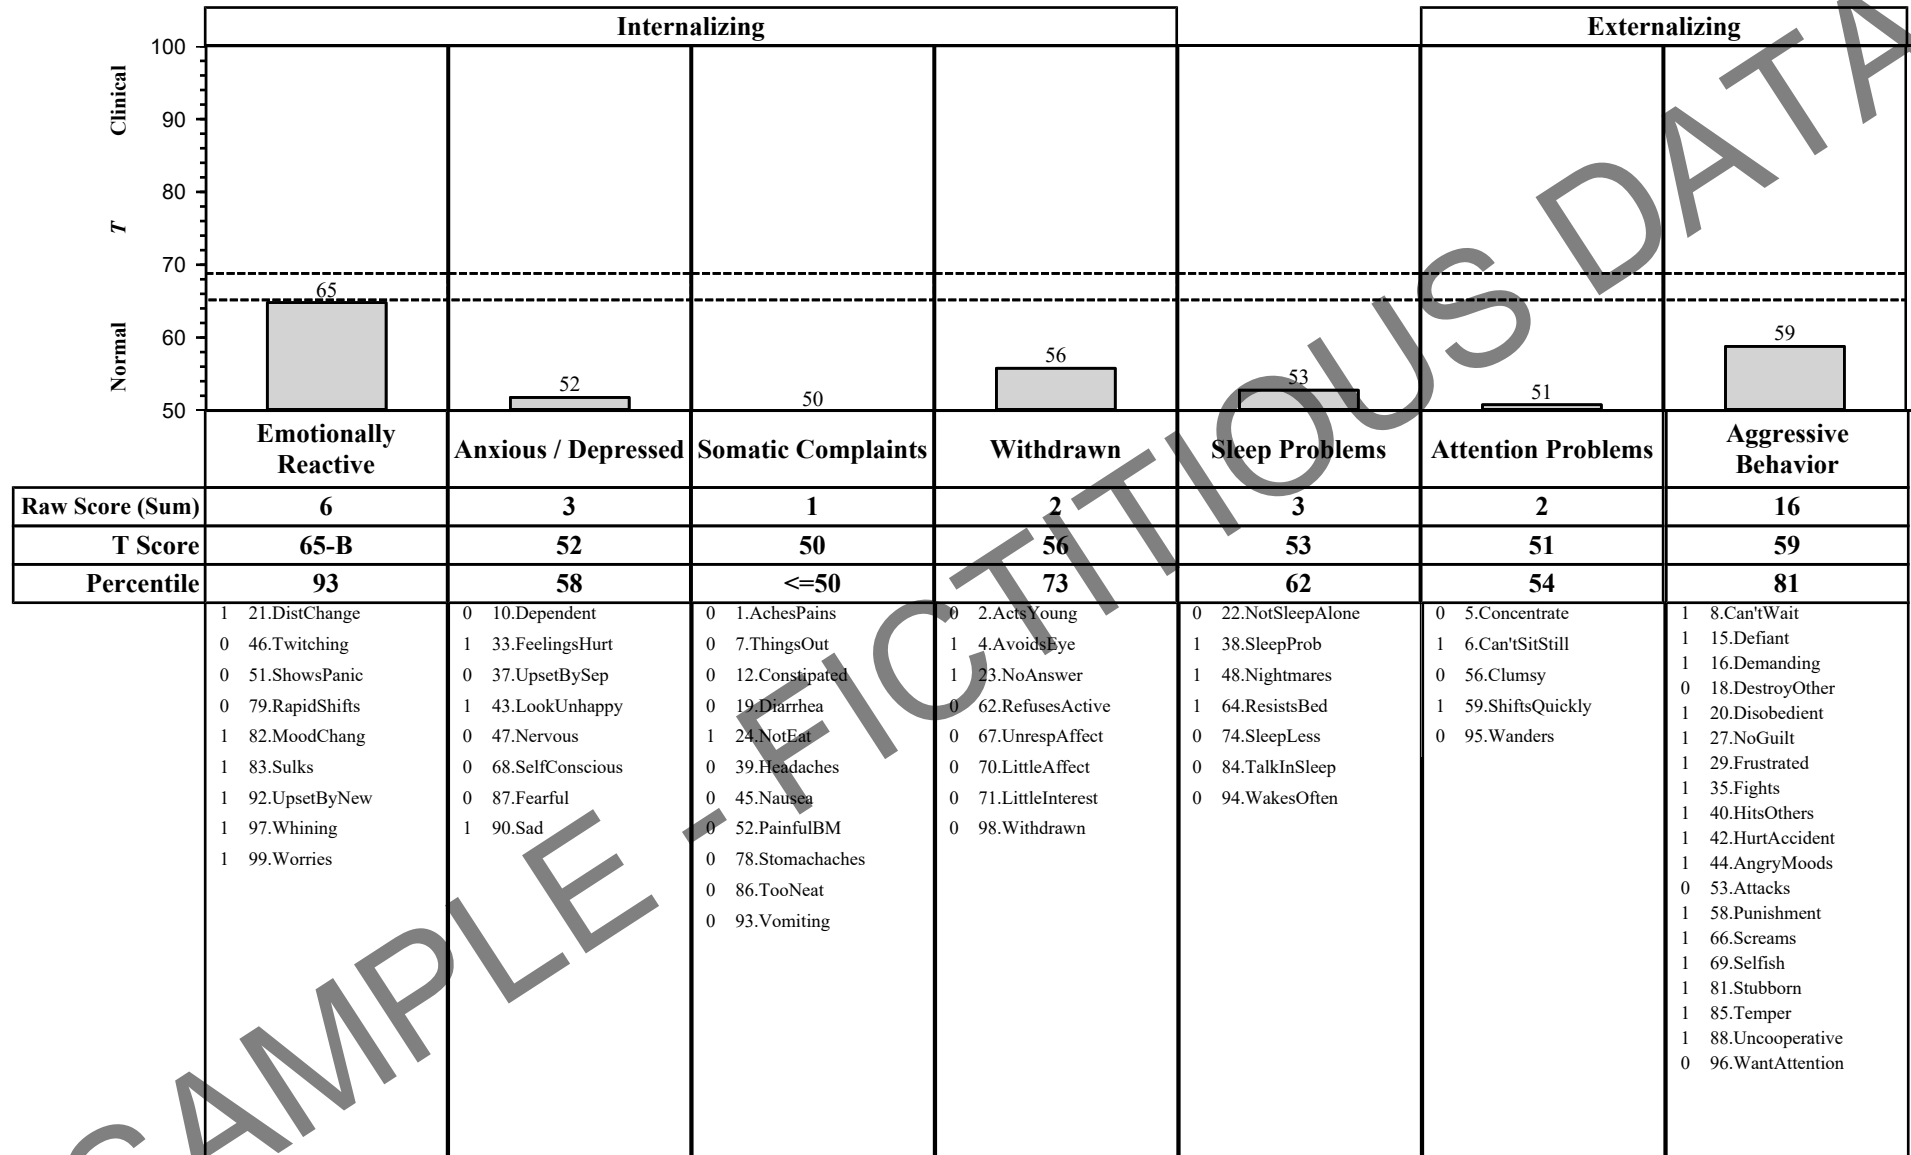 Internalizing Externalizing
100
90
80
70
60
50
Clinical
T
Normal
65 52 50 56 53 51 59
Emotionally Reactive Anxious / Depressed Somatic Complaints Withdrawn Sleep Problems Attention Problems Aggressive Behavior
Raw Score (Sum) 6 3 1 2 3 2 16
T Score 65-B 52 50 56 53 51 59
Percentile 93 58 <=50 73 62 54 81
1 21.DistChange
0 46.Twitching
0 51.ShowsPanic
0 79.RapidShifts
1 82.MoodChang
1 83.Sulks
1 92.UpsetByNew
1 97.Whining
1 99.Worries
0 10.Dependent
1 33.FeelingsHurt
0 37.UpsetBySep
1 43.LookUnhappy
0 47.Nervous
0 68.SelfConscious
0 87.Fearful
1 90.Sad
0 1.AchesPains
0 7.ThingsOut
0 12.Constipated
0 19.Diarrhea
1 24.NotEat
0 39.Headaches
0 45.Nausea
0 52.PainfulBM
0 78.Stomachaches
0 86.TooNeat
0 93.Vomiting
0 2.ActsYoung
1 4.AvoidsEye
1 23.NoAnswer
0 62.RefusesActive
0 67.UnrespAffect
0 70.LittleAffect
0 71.LittleInterest
0 98.Withdrawn
0 22.NotSleepAlone
1 38.SleepProb
1 48.Nightmares
1 64.ResistsBed
0 74.SleepLess
0 84.TalkInSleep
0 94.WakesOften
0 5.Concentrate
1 6.Can'tSitStill
0 56.Clumsy
1 59.ShiftsQuickly
0 95.Wanders
1 8.Can'tWait
1 15.Defiant
1 16.Demanding
0 18.DestroyOther
1 20.Disobedient
1 27.NoGuilt
1 29.Frustrated
1 35.Fights
1 40.HitsOthers
1 42.HurtAccident
1 44.AngryMoods
0 53.Attacks
1 58.Punishment
1 66.Screams
1 69.Selfish
1 81.Stubborn
1 85.Temper
1 88.Uncooperative
0 96.WantAttention
SAMPLE - FICTITIOUS DATA